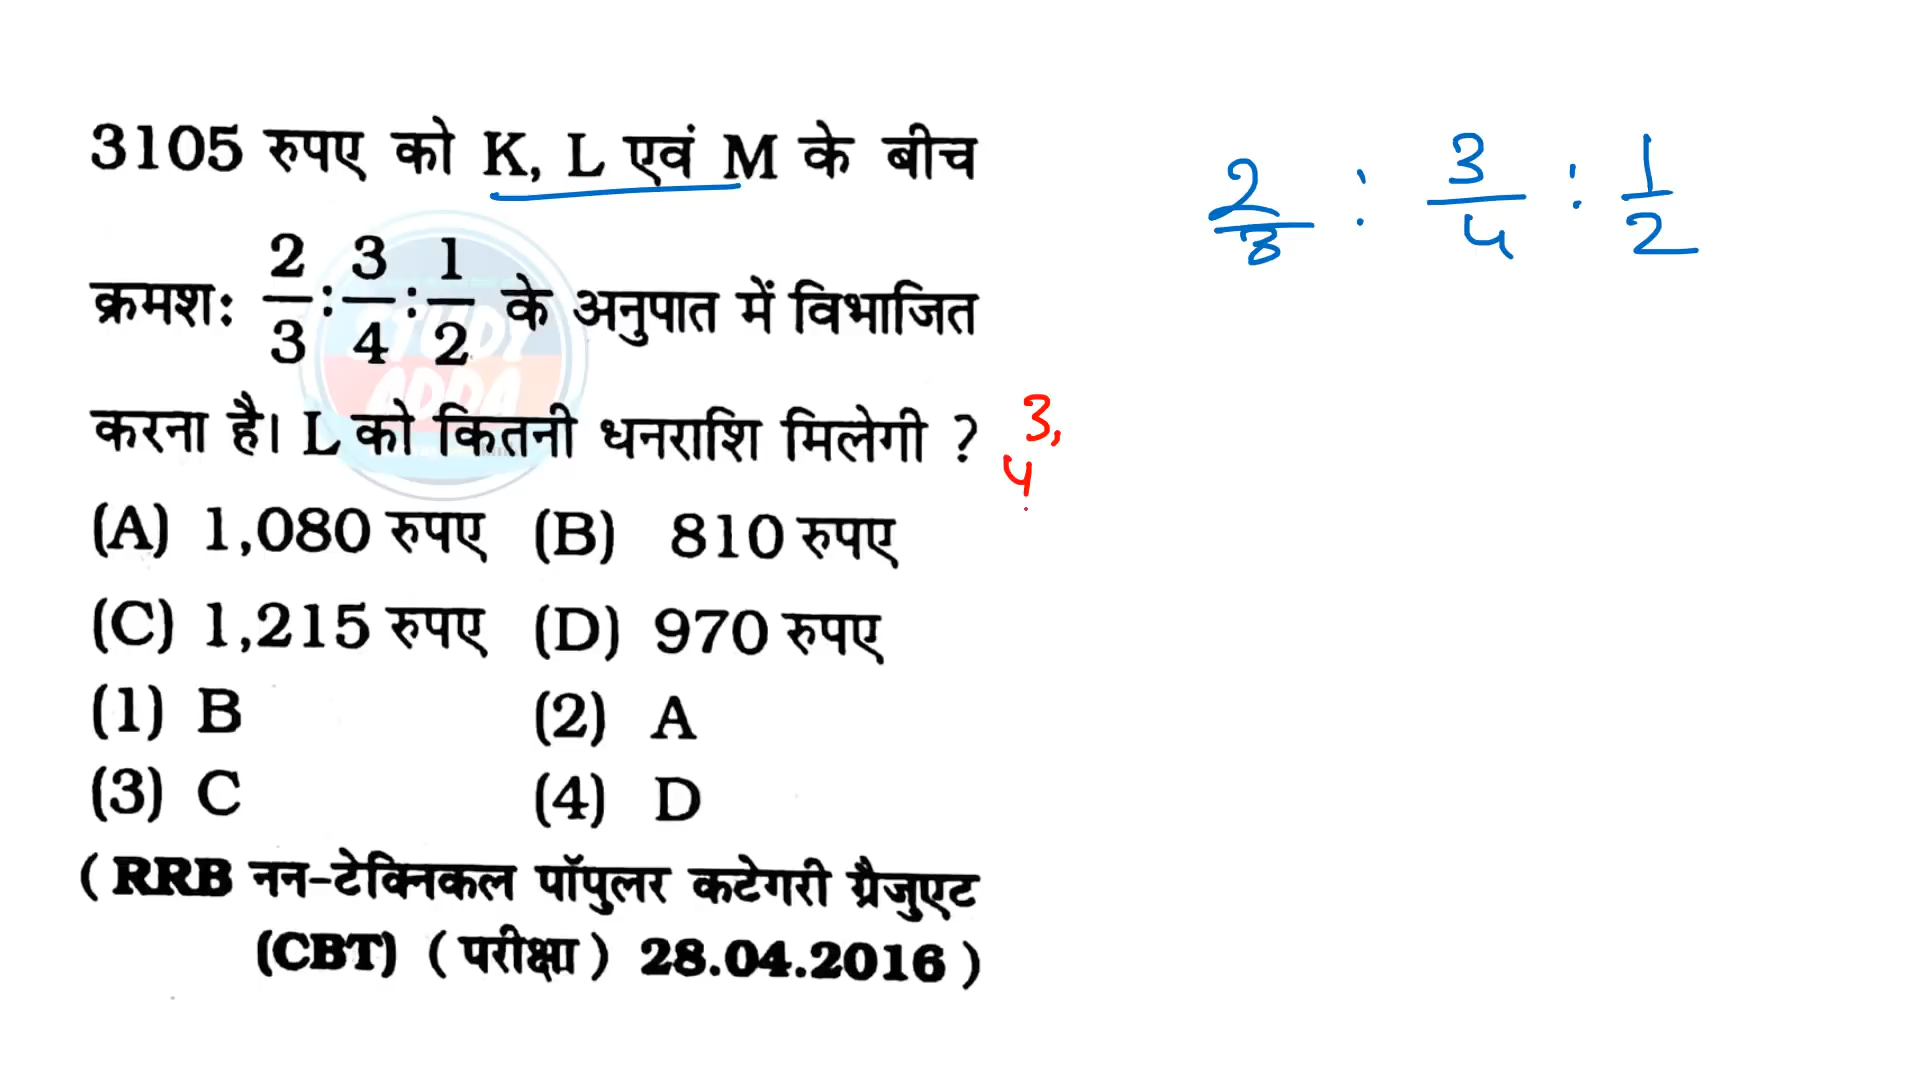 3105 रुपए को K, L एवं M के बीच
क्रमशः 2/3 : 3/4 : 1/2 के अनुपात में विभाजित
करना है। L को कितनी धनराशि मिलेगी ?
(A) 1,080 रुपए (B) 810 रुपए
(C) 1,215 रुपए (D) 970 रुपए
(1) B (2) A
(3) C (4) D
( RRB नन-टेक्निकल पॉपुलर कटेगरी ग्रैजुएट
(CBT) ( परीक्षा ) 28.04.2016 )
STUDY
ADDA
2/3 : 3/4 : 1/2
3,
4